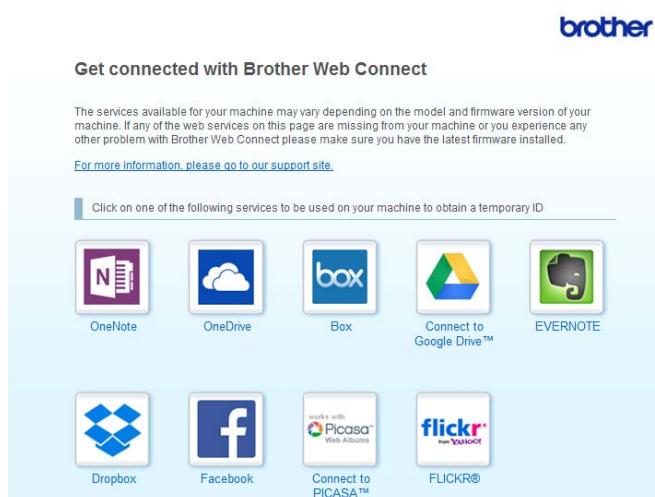 brother
Get connected with Brother Web Connect
The services available for your machine may vary depending on the model and firmware version of your
machine. If any of the web services on this page are missing from your machine or you experience any
other problem with Brother Web Connect please make sure you have the latest firmware installed.
For more information, please go to our support site.
Click on one of the following services to be used on your machine to obtain a temporary ID
N
box
OneNote
OneDrive
Box
Connect to
Google Drive™
EVERNOTE
f
works with
Picasa™
Web Albums
flickr
from YAHOO!
Dropbox
Facebook
Connect to
PICASA™
FLICKR®